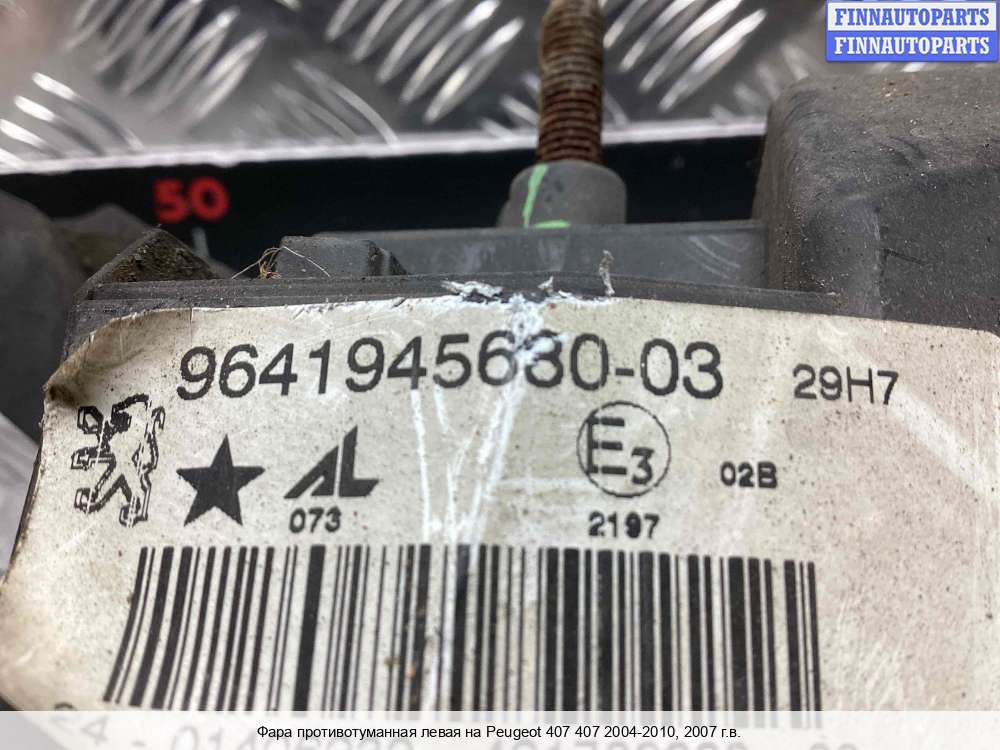 FINNAUTOPARTS
FINNAUTOPARTS
50
9641945680-03 29H7
E3
AL
02B
073
2197
Фара противотуманная левая на Peugeot 407 407 2004-2010, 2007 г.в.